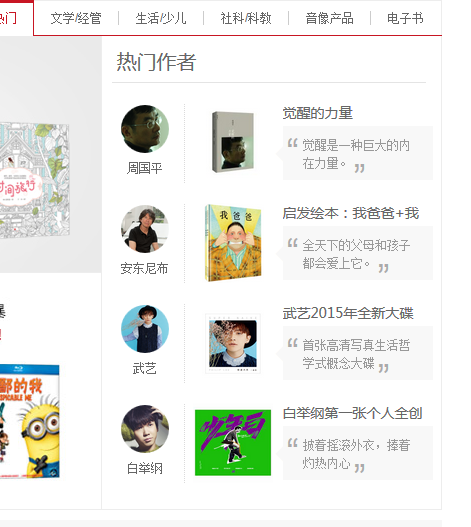 热门
文学/经管
生活/少儿
社科/科教
音像产品
电子书
热门作者
周国平
觉醒的力量
“觉醒是一种巨大的内
在力量。”
安东尼布
我爸爸
启发绘本：我爸爸+我
“全天下的父母和孩子
都会爱上它。”
武艺
武艺2015年全新大碟
“首张高清写真生活哲
学式概念大碟”
白举纲
少年自
白举纲第一张个人全创
“披着摇滚外衣，捧着
灼热内心”
时间旅行
暴
鄙的我
SPICABLE ME